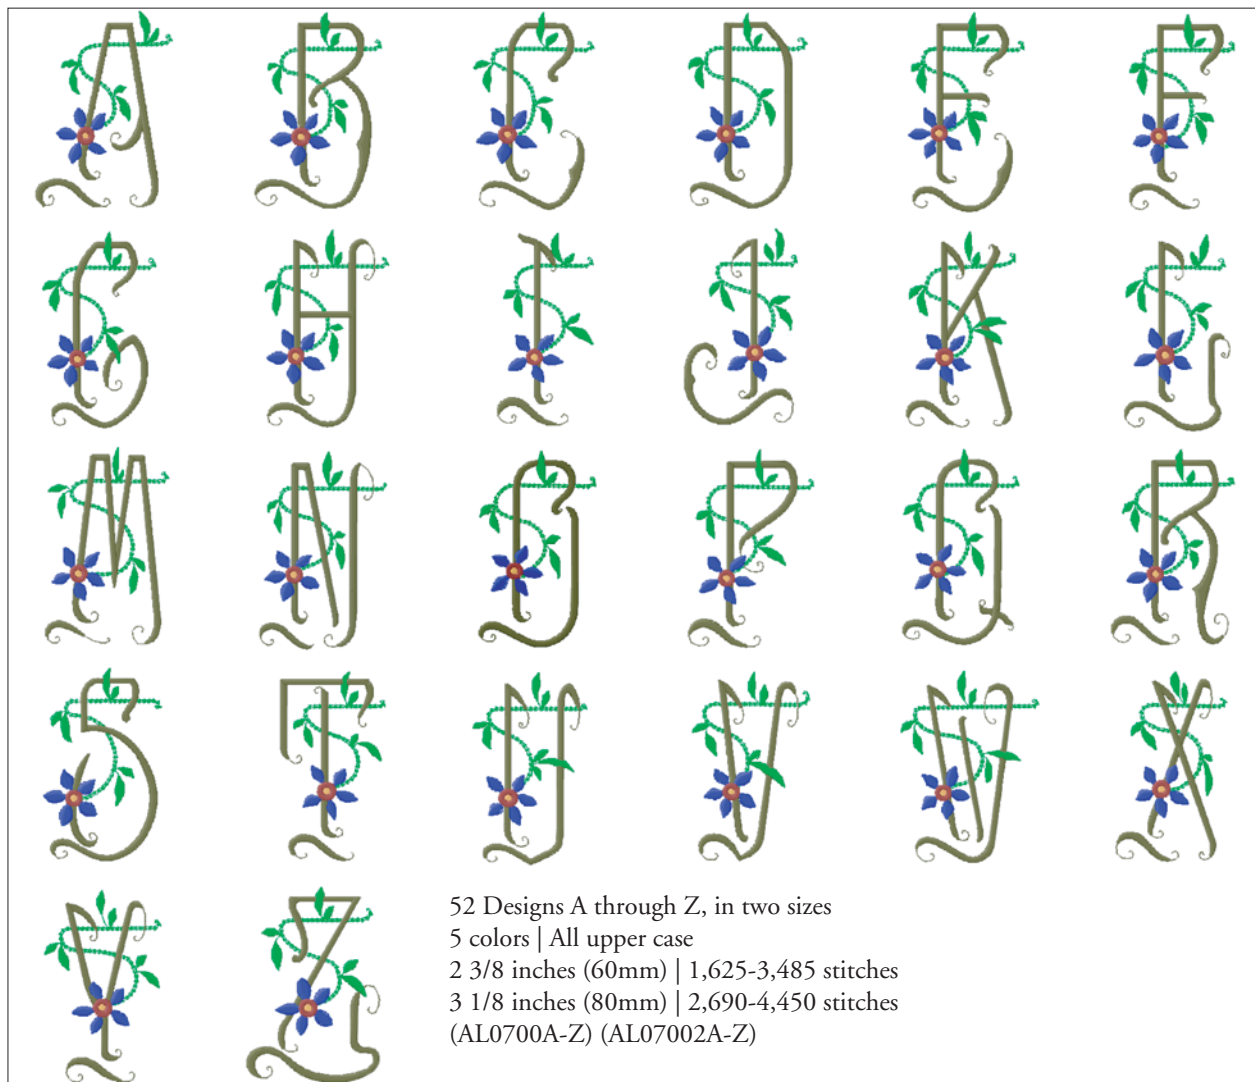 A B C D E F
G H I J K L
M N O P Q R
S T U V W X
Y Z
52 Designs A through Z, in two sizes
5 colors | All upper case
2 3/8 inches (60mm) | 1,625-3,485 stitches
3 1/8 inches (80mm) | 2,690-4,450 stitches
(AL0700A-Z) (AL07002A-Z)